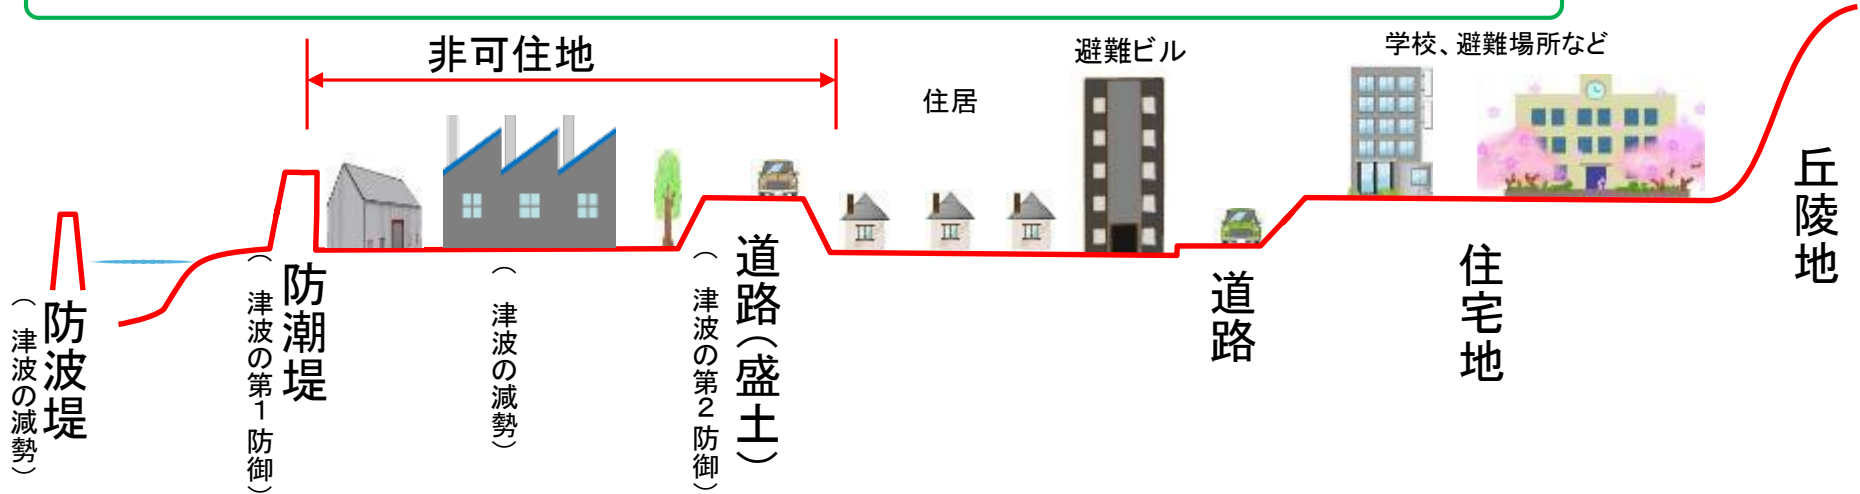 非可住地
避難ビル
学校、避難場所など
住居
防波堤
（津波の減勢）
防潮堤
（津波の第1防御）
（津波の減勢）
道路（盛土）
（津波の第２防御）
道路
住宅地
丘陵地